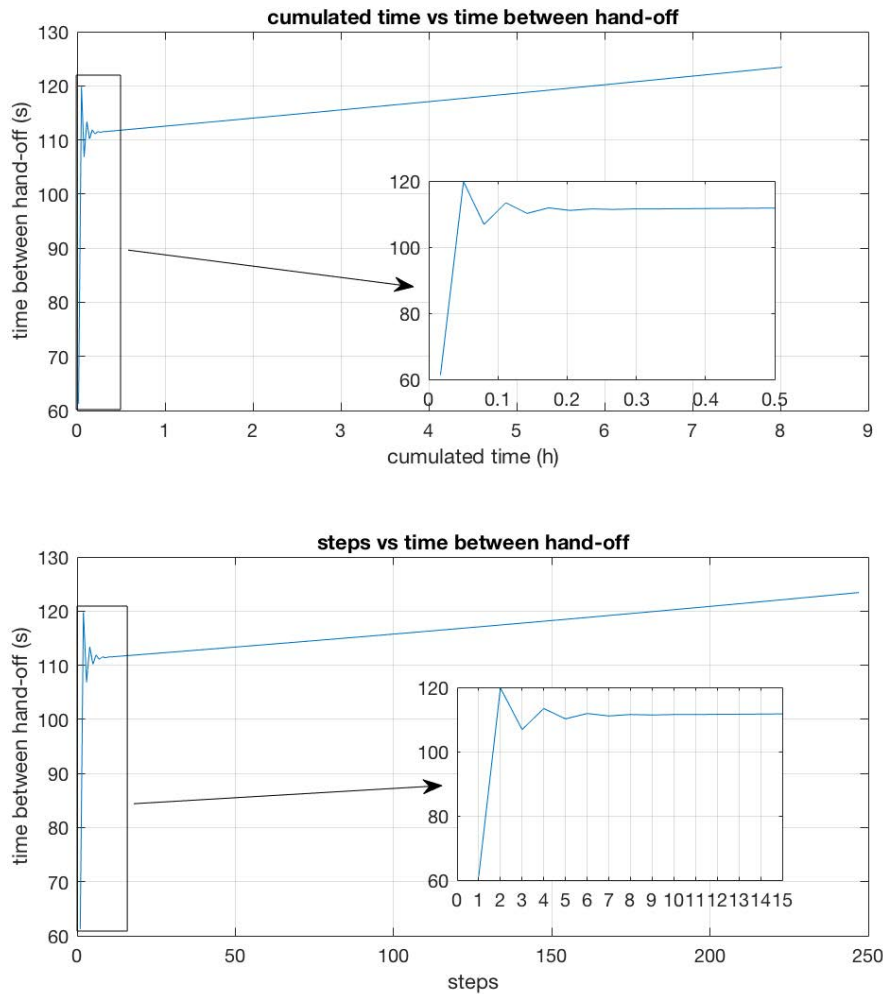 cumulated time vs time between hand-off
time between hand-off (s)
130
120
110
100
90
80
70
60
0 1 2 3 4 5 6 7 8 9
cumulated time (h)
120
100
80
60
0 0.1 0.2 0.3 0.4 0.5
steps vs time between hand-off
time between hand-off (s)
130
120
110
100
90
80
70
60
0 50 100 150 200 250
steps
120
100
80
60
0 1 2 3 4 5 6 7 8 9 10 11 12 13 14 15